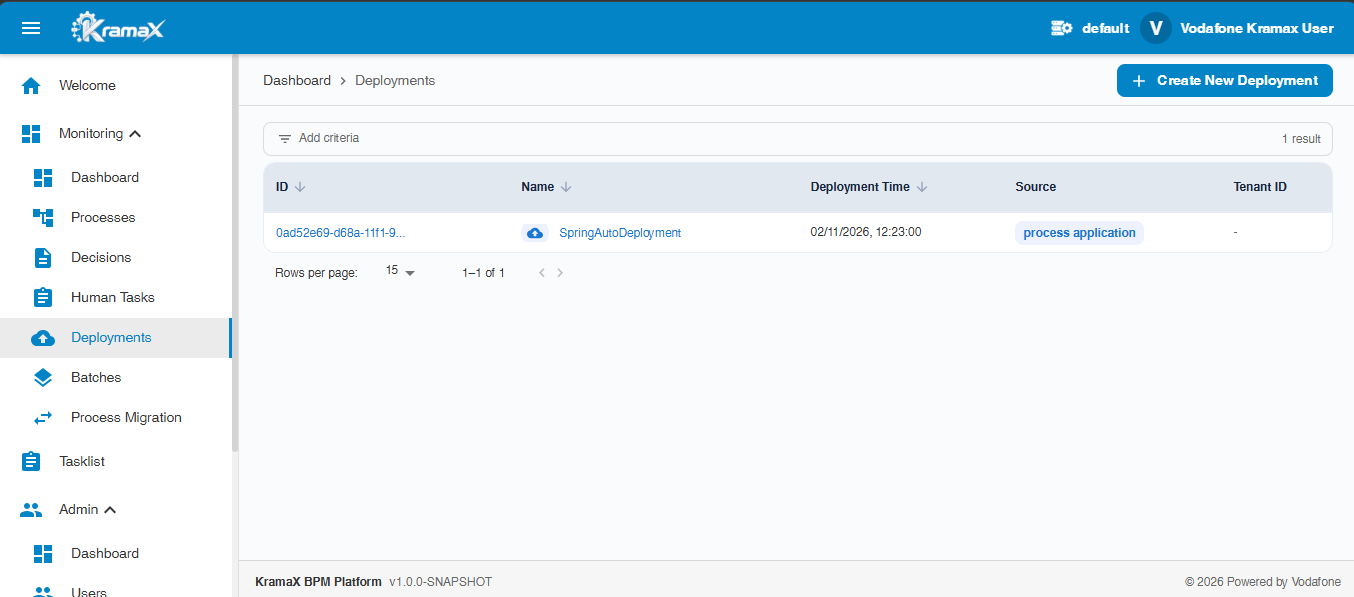 KramaX
default V Vodafone Kramax User
Welcome
Monitoring
Dashboard
Processes
Decisions
Human Tasks
Deployments
Batches
Process Migration
Tasklist
Admin
Dashboard
Users
Dashboard > Deployments
+ Create New Deployment
Add criteria 1 result
ID Name Deployment Time Source Tenant ID
0ad52e69-d68a-11f1-9... SpringAutoDeployment 02/11/2026, 12:23:00 process application -
Rows per page: 15 1–1 of 1
KramaX BPM Platform v1.0.0-SNAPSHOT
© 2026 Powered by Vodafone